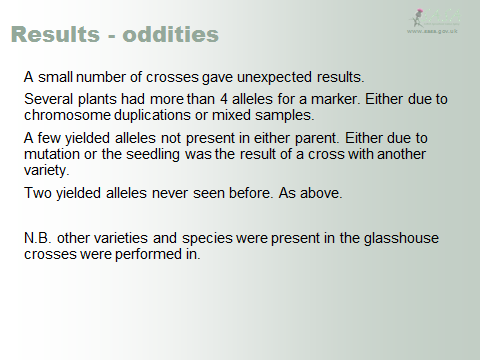 Results - oddities
www.sasa.gov.uk
A small number of crosses gave unexpected results.
Several plants had more than 4 alleles for a marker. Either due to
chromosome duplications or mixed samples.
A few yielded alleles not present in either parent. Either due to
mutation or the seedling was the result of a cross with another
variety.
Two yielded alleles never seen before. As above.
N.B. other varieties and species were present in the glasshouse
crosses were performed in.